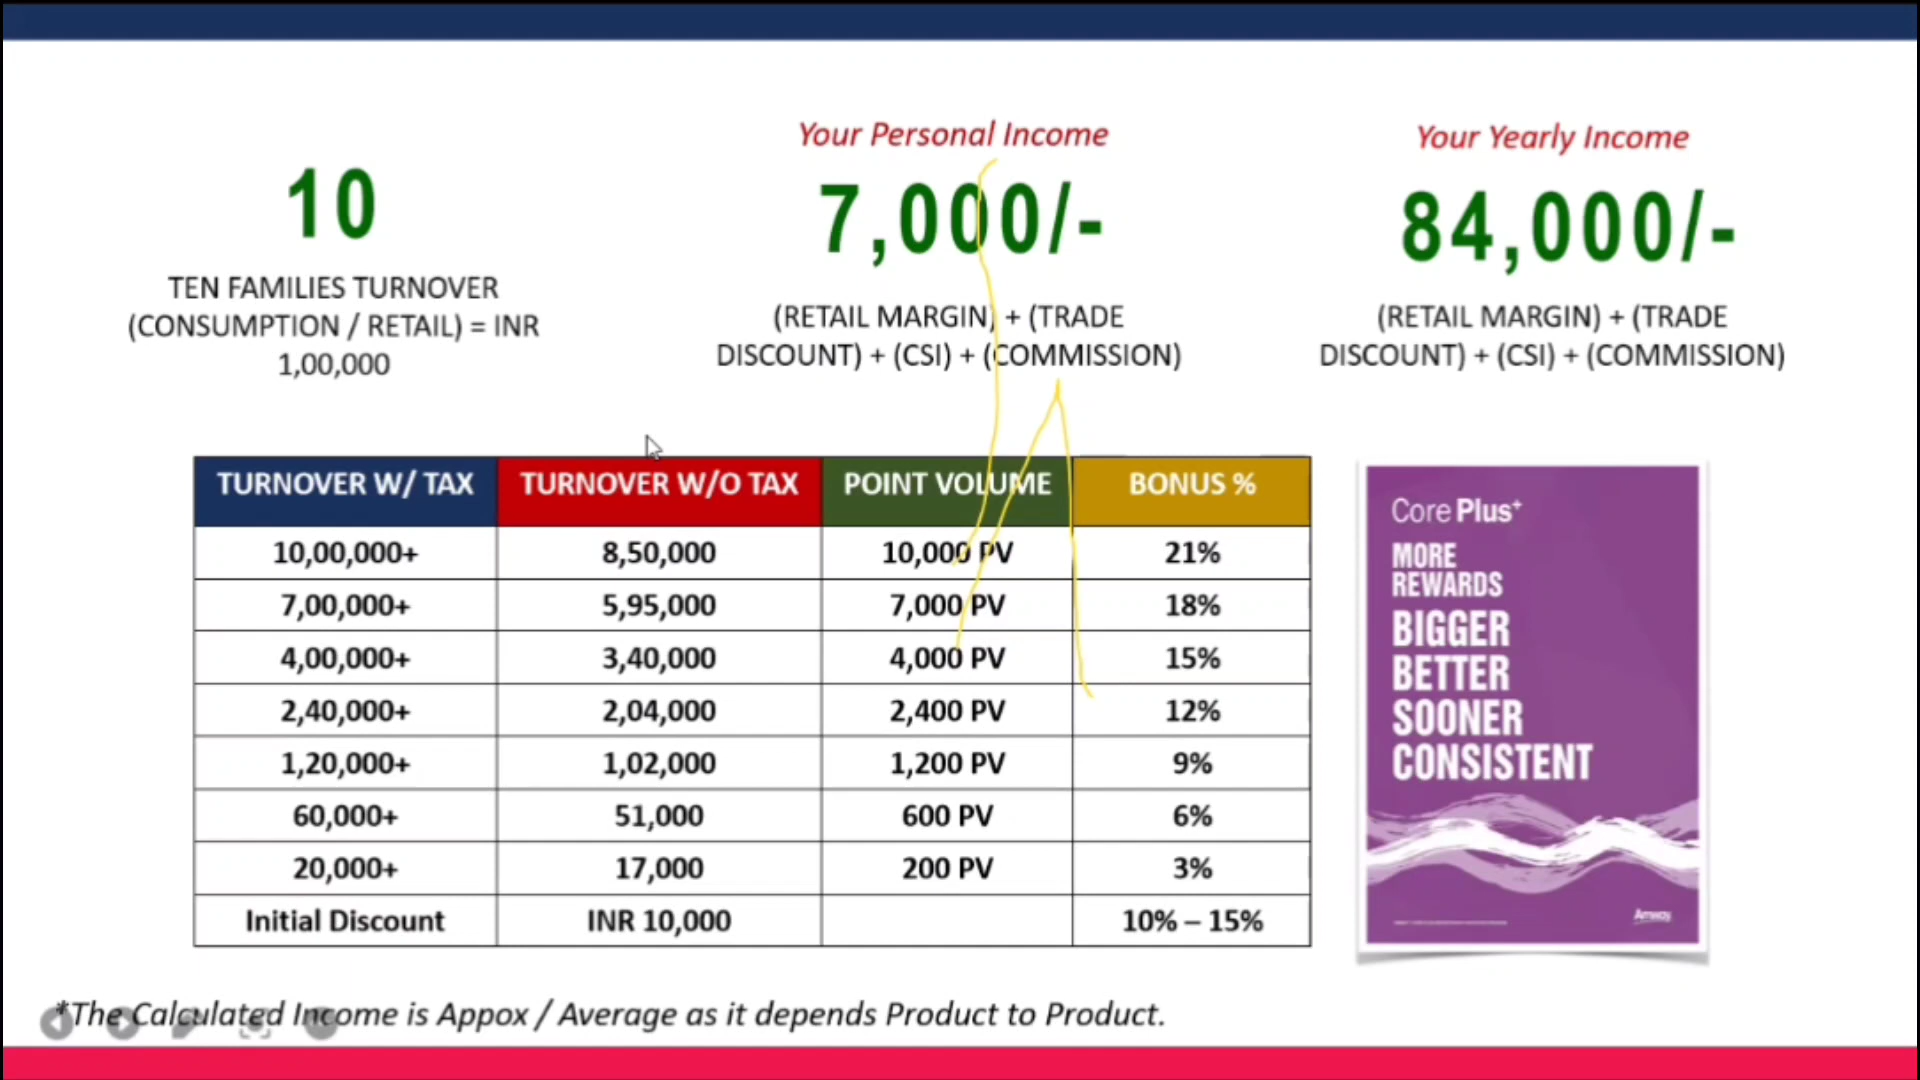 10
TEN FAMILIES TURNOVER
(CONSUMPTION / RETAIL) = INR
1,00,000
Your Personal Income
7,000/-
(RETAIL MARGIN) + (TRADE
DISCOUNT) + (CSI) + (COMMISSION)
Your Yearly Income
84,000/-
(RETAIL MARGIN) + (TRADE
DISCOUNT) + (CSI) + (COMMISSION)
TURNOVER W/ TAX TURNOVER W/O TAX POINT VOLUME BONUS %
10,00,000+ 8,50,000 10,000 PV 21%
7,00,000+ 5,95,000 7,000 PV 18%
4,00,000+ 3,40,000 4,000 PV 15%
2,40,000+ 2,04,000 2,400 PV 12%
1,20,000+ 1,02,000 1,200 PV 9%
60,000+ 51,000 600 PV 6%
20,000+ 17,000 200 PV 3%
Initial Discount INR 10,000 10% – 15%
Core Plus+
MORE
REWARDS
BIGGER
BETTER
SOONER
CONSISTENT
Amway
*The Calculated Income is Appox / Average as it depends Product to Product.